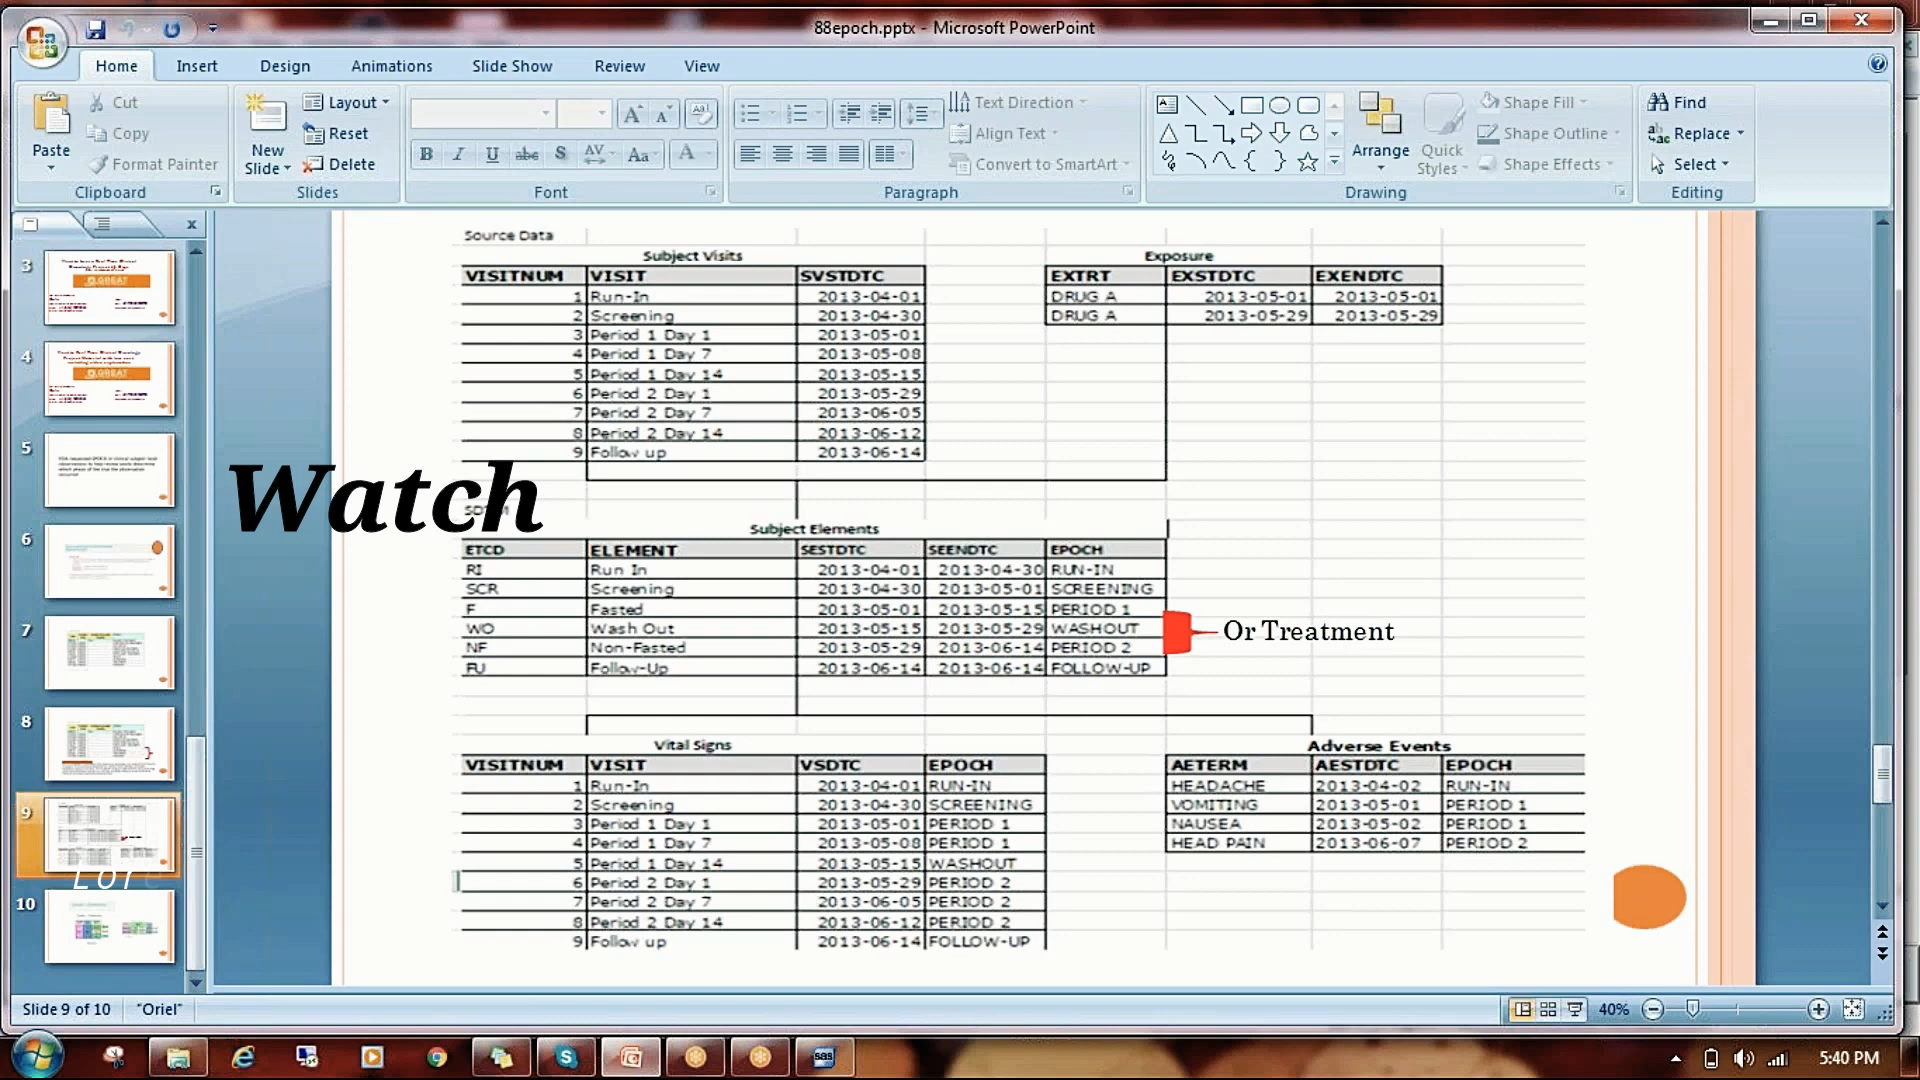 88epoch.pptx - Microsoft PowerPoint
Home Insert Design Animations Slide Show Review View
Paste
Cut
Copy
Format Painter
Clipboard
New Slide
Layout
Reset
Delete
Slides
Font
Text Direction
Align Text
Convert to SmartArt
Paragraph
Arrange
Quick Styles
Shape Fill
Shape Outline
Shape Effects
Drawing
Find
Replace
Select
Editing
3
4
5
6
7
8
9
10
GREAT
GREAT
Lore
Watch
Source Data
Subject Visits
VISITNUM VISIT SVSTDTC
1 Run-In 2013-04-01
2 Screening 2013-04-30
3 Period 1 Day 1 2013-05-01
4 Period 1 Day 7 2013-05-08
5 Period 1 Day 14 2013-05-15
6 Period 2 Day 1 2013-05-29
7 Period 2 Day 7 2013-06-05
8 Period 2 Day 14 2013-06-12
9 Follow up 2013-06-14
Exposure
EXTRT EXSTDTC EXENDTC
DRUG A 2013-05-01 2013-05-01
DRUG A 2013-05-29 2013-05-29
Subject Elements
ETCD ELEMENT SESTDTC SEENDTC EPOCH
RI Run In 2013-04-01 2013-04-30 RUN-IN
SCR Screening 2013-04-30 2013-05-01 SCREENING
F Fasted 2013-05-01 2013-05-15 PERIOD 1
WO Wash Out 2013-05-15 2013-05-29 WASHOUT
NF Non-Fasted 2013-05-29 2013-06-14 PERIOD 2
FU Follow-Up 2013-06-14 2013-06-14 FOLLOW-UP
Or Treatment
Vital Signs
VISITNUM VISIT VSDTC EPOCH
1 Run-In 2013-04-01 RUN-IN
2 Screening 2013-04-30 SCREENING
3 Period 1 Day 1 2013-05-01 PERIOD 1
4 Period 1 Day 7 2013-05-08 PERIOD 1
5 Period 1 Day 14 2013-05-15 WASHOUT
6 Period 2 Day 1 2013-05-29 PERIOD 2
7 Period 2 Day 7 2013-06-05 PERIOD 2
8 Period 2 Day 14 2013-06-12 PERIOD 2
9 Follow up 2013-06-14 FOLLOW-UP
Adverse Events
AETERM AESTDTC EPOCH
HEADACHE 2013-04-02 RUN-IN
VOMITING 2013-05-01 PERIOD 1
NAUSEA 2013-05-02 PERIOD 1
HEAD PAIN 2013-06-07 PERIOD 2
Slide 9 of 10 "Oriel"
40%
sas
5:40 PM